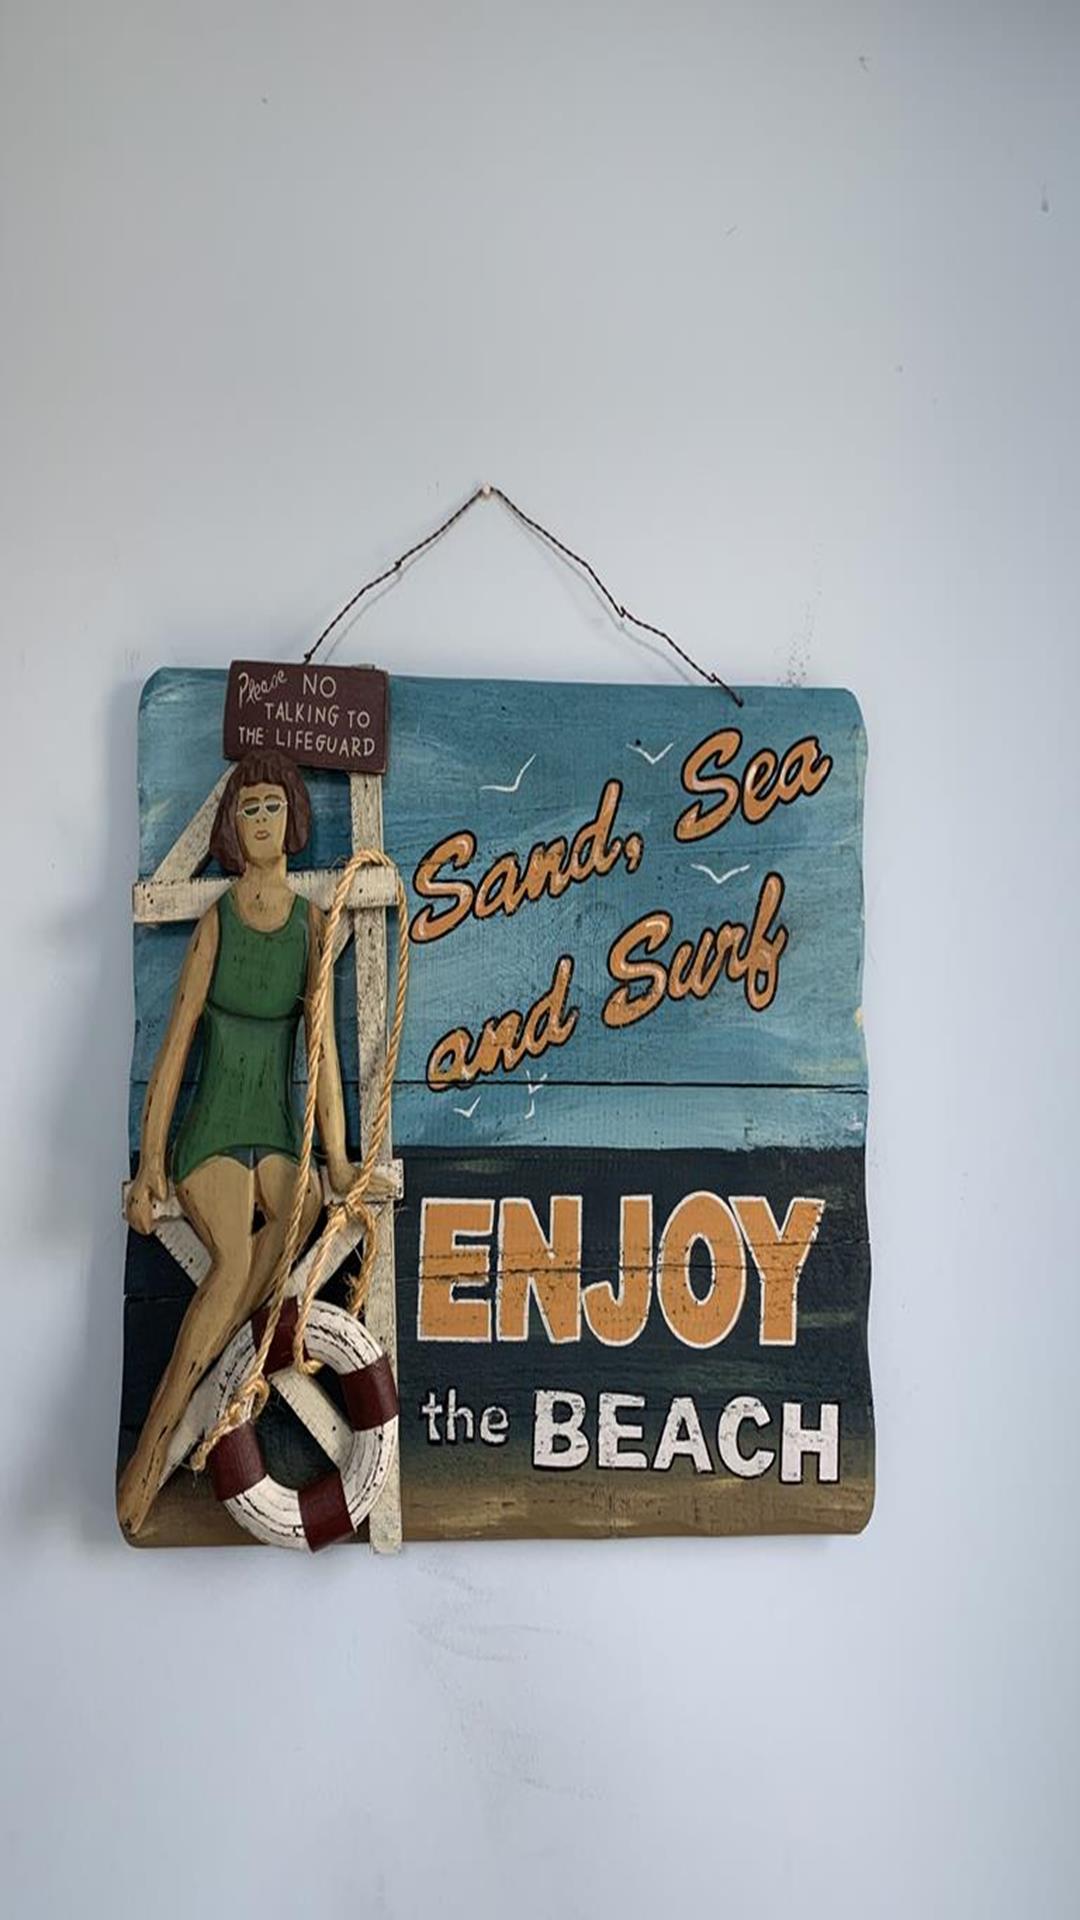 Please NO
TALKING TO
THE LIFEGUARD
Sand, Sea
and Surf
ENJOY
the BEACH